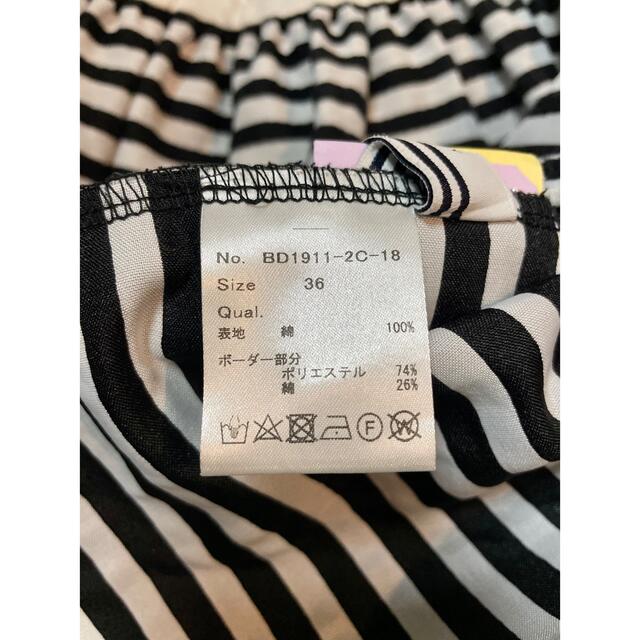 No. BD1911-2C-18
Size 36
Qual.
表地 綿 100%
ボーダー部分
ポリエステル 74%
綿 26%
F
W